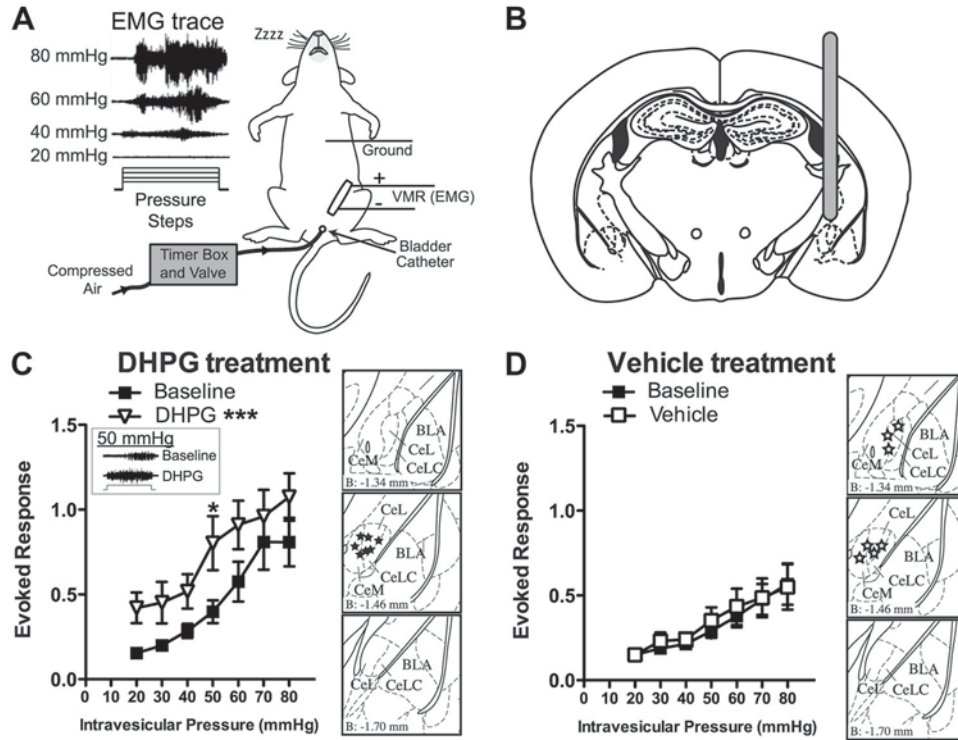 A
EMG trace
80 mmHg
60 mmHg
40 mmHg
20 mmHg
Pressure
Steps
Zzzz
Ground
+
VMR (EMG)
-
Timer Box
and Valve
Compressed
Air
Bladder
Catheter
B
C
DHPG treatment
Baseline
DHPG ***
50 mmHg
Baseline
DHPG
*
Evoked Response
1.5
1.0
0.5
0.0
0 10 20 30 40 50 60 70 80
Intravesicular Pressure (mmHg)
BLA
CeL
CeM
CeLC
B: -1.34 mm
CeL
BLA
CeLC
CeM
B: -1.46 mm
BLA
CeL
CeLC
B: -1.70 mm
D
Vehicle treatment
Baseline
Vehicle
Evoked Response
1.5
1.0
0.5
0.0
0 10 20 30 40 50 60 70 80
Intravesicular Pressure (mmHg)
BLA
CeL
CeM
CeLC
B: -1.34 mm
CeL
BLA
CeLC
CeM
B: -1.46 mm
BLA
CeL
CeLC
B: -1.70 mm